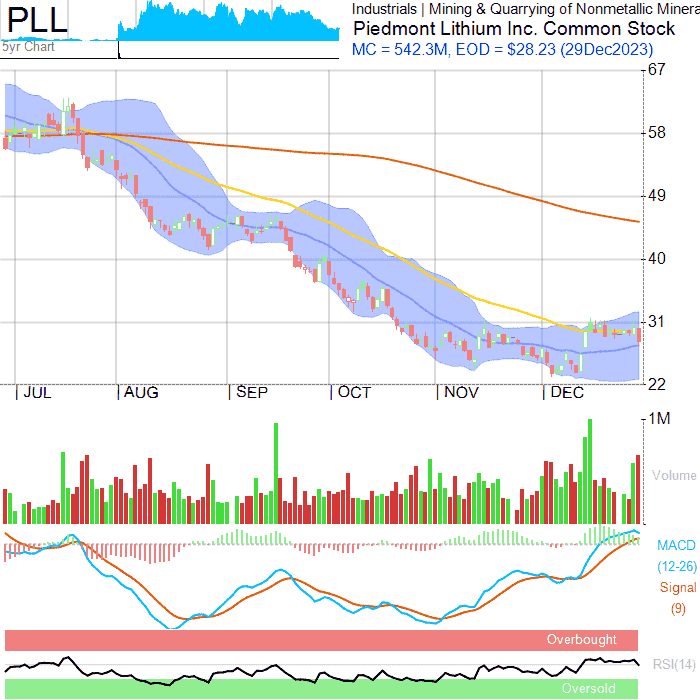 PLL
5yr Chart
Industrials | Mining & Quarrying of Nonmetallic Minera
Piedmont Lithium Inc. Common Stock
MC = 542.3M, EOD = $28.23 (29Dec2023)
67
58
49
40
31
22
|JUL |AUG |SEP |OCT |NOV |DEC
1M
Volume
MACD
(12-26)
Signal
(9)
Overbought
RSI(14)
Oversold